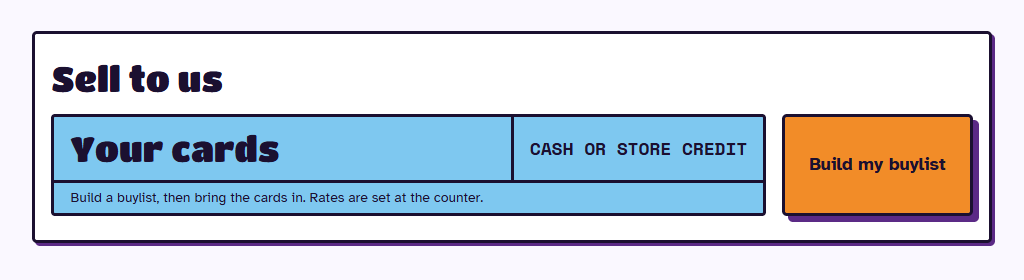 Sell to us
Your cards
CASH OR STORE CREDIT
Build a buylist, then bring the cards in. Rates are set at the counter.
Build my buylist